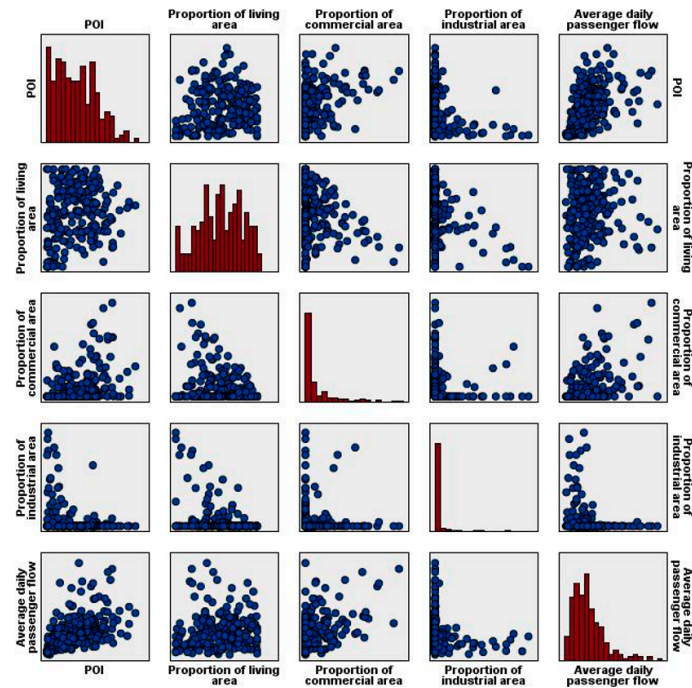 POI
Proportion of living
area
Proportion of
commercial area
Proportion of
industrial area
Average daily
passenger flow
POI
POI
Proportion of living
area
Proportion of living
area
Proportion of
commercial area
Proportion of
commercial area
Proportion of
industrial area
Proportion of
industrial area
Average daily
passenger flow
Average daily
passenger flow
POI
Proportion of living
area
Proportion of
commercial area
Proportion of
industrial area
Average daily
passenger flow